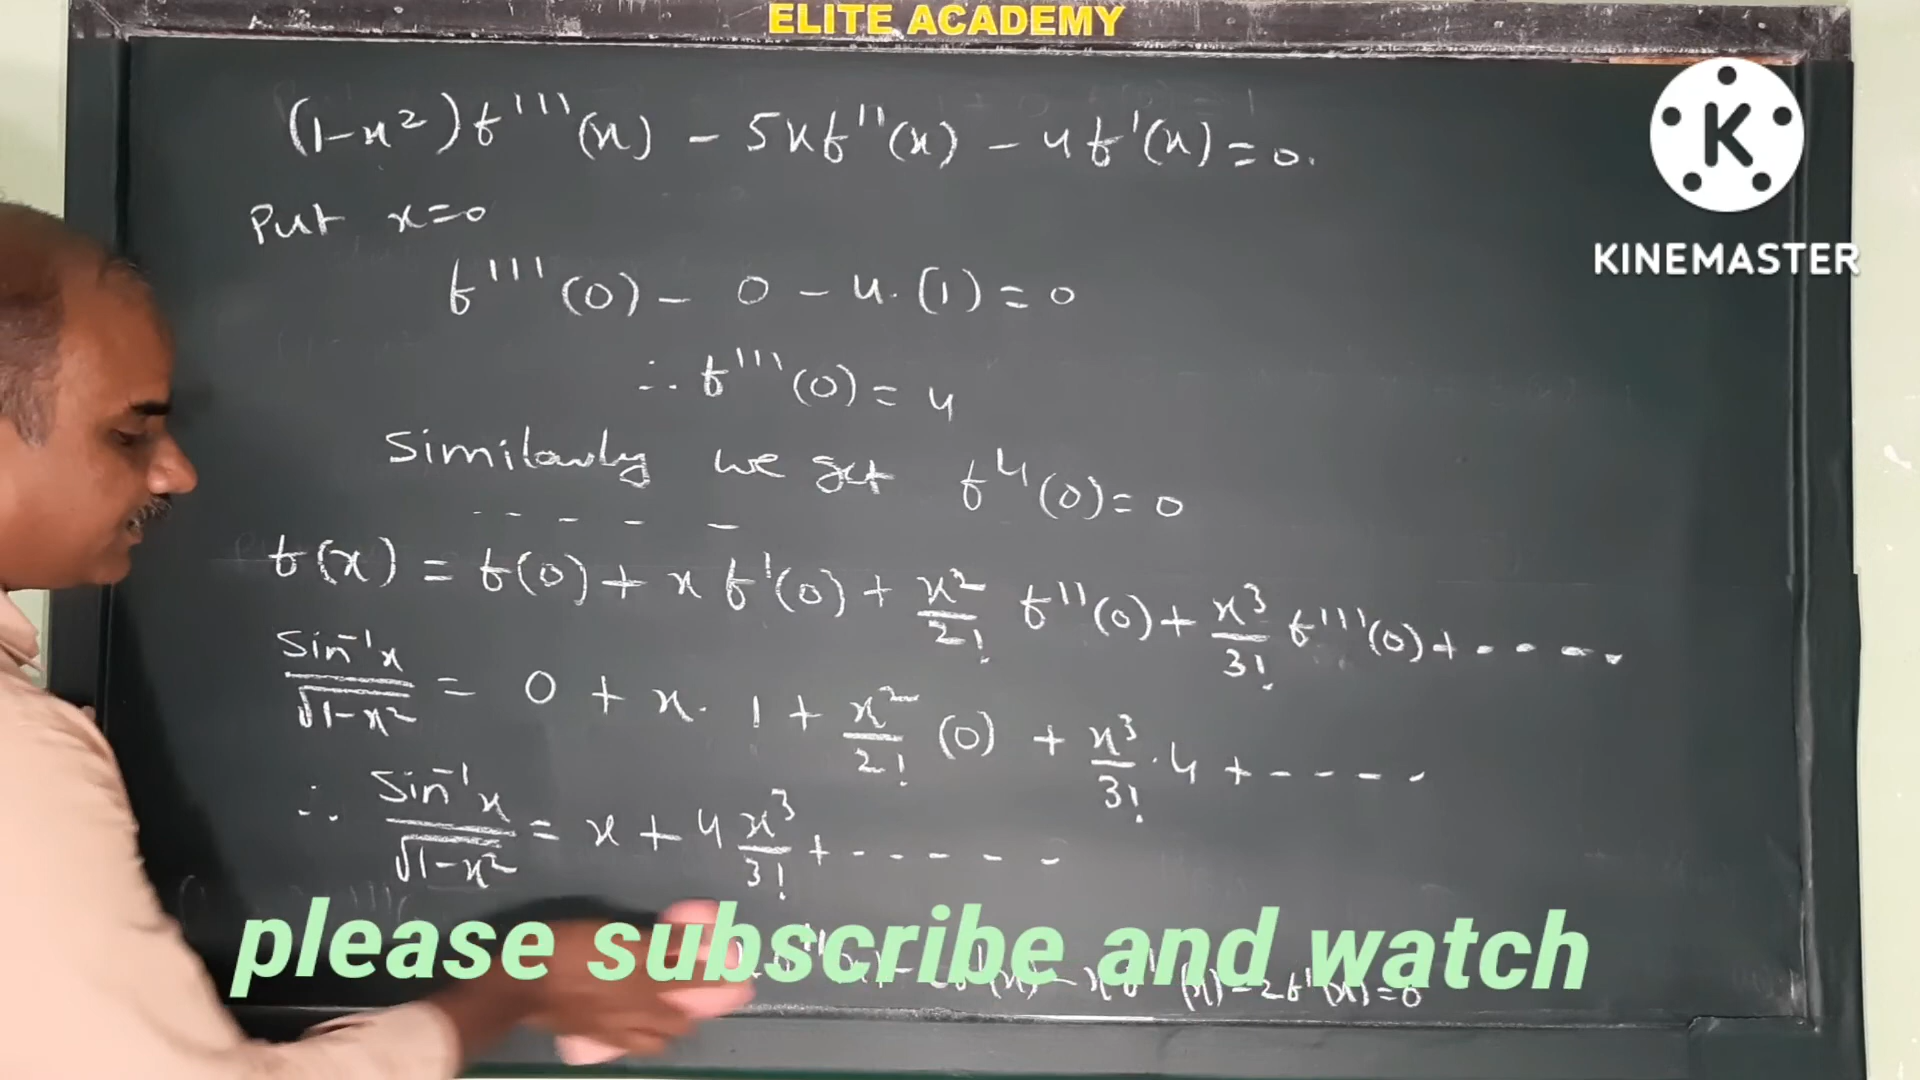 ELITE ACADEMY
(1-x²)f'''(x) - 5xf''(x) - 4f'(x) = 0.
KINEMASTER
Put x=0
f'''(0) - 0 - 4.(1) = 0
∴ f'''(0) = 4
Similarly we get f⁴(0) = 0
- - - - -
f(x) = f(0) + x f'(0) + x²/2! f''(0) + x³/3! f'''(0) + - - - -
Sin⁻¹x/√1-x² = 0 + x. 1 + x²/2! (0) + x³/3! . 4 + - - - -
∴ Sin⁻¹x/√1-x² = x + 4 x³/3! + - - - - -
please subscribe and watch
(x) - 2f'(x) = 0